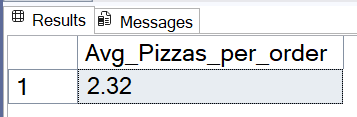 Results Messages
Avg_Pizzas_per_order
1 2.32